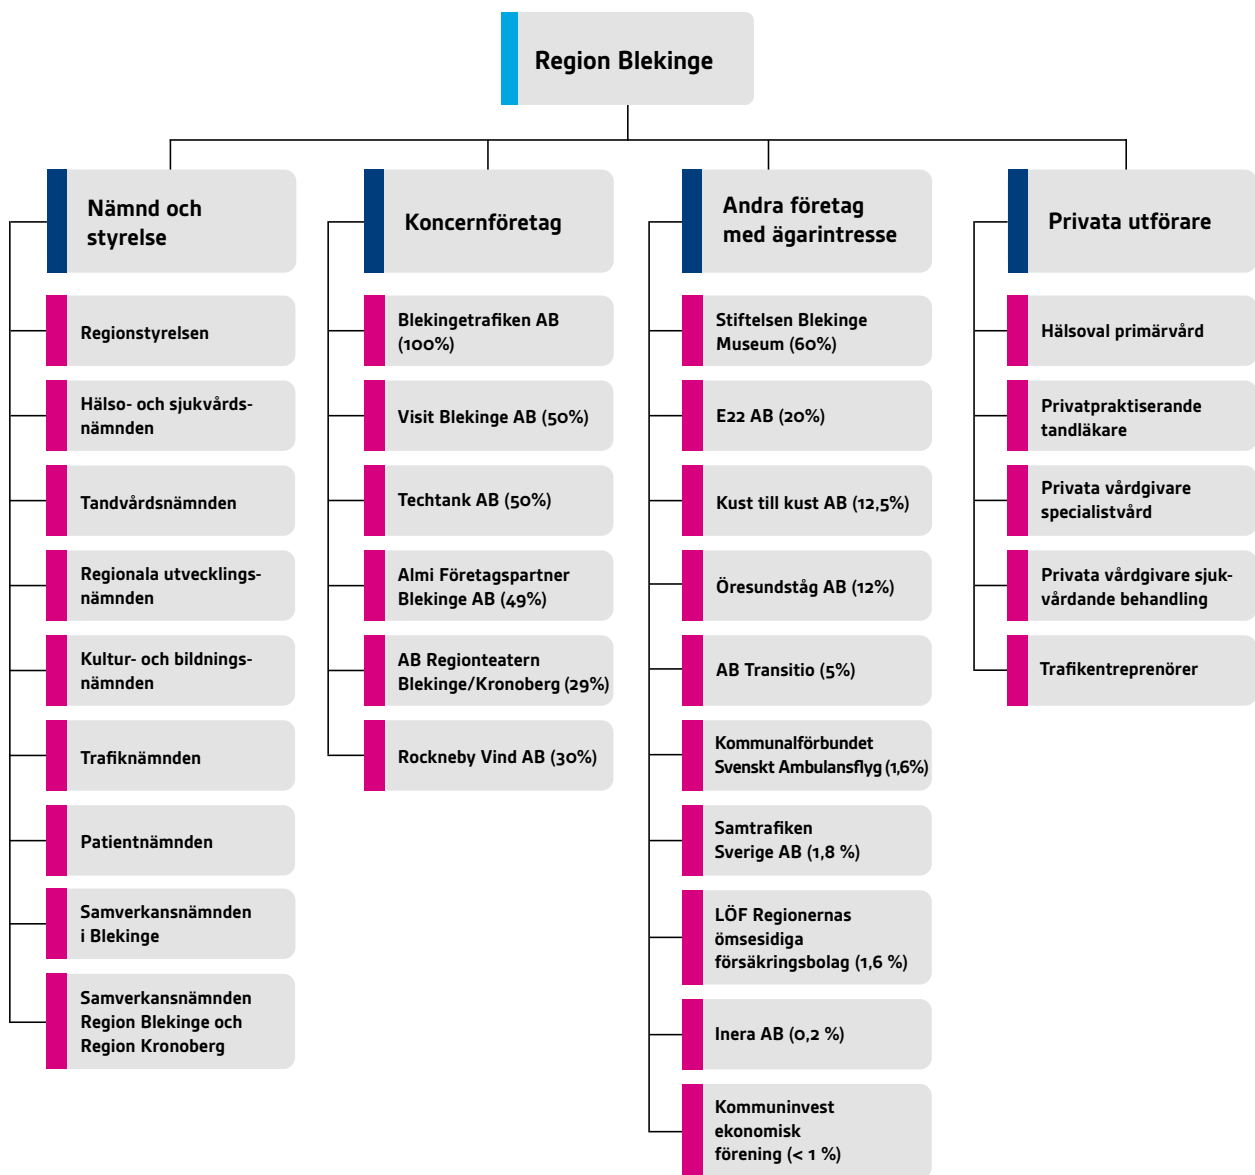 Region Blekinge
Nämnd och
styrelse
Regionstyrelsen
Hälso- och sjukvårds-
nämnden
Tandvårdsnämnden
Regionala utvecklings-
nämnden
Kultur- och bildnings-
nämnden
Trafiknämnden
Patientnämnden
Samverkansnämnden
i Blekinge
Samverkansnämnden
Region Blekinge och
Region Kronoberg
Koncernföretag
Blekingetrafiken AB
(100%)
Visit Blekinge AB (50%)
Techtank AB (50%)
Almi Företagspartner
Blekinge AB (49%)
AB Regionteatern
Blekinge/Kronoberg (29%)
Rockneby Vind AB (30%)
Andra företag
med ägarintresse
Stiftelsen Blekinge
Museum (60%)
E22 AB (20%)
Kust till kust AB (12,5%)
Öresundståg AB (12%)
AB Transitio (5%)
Kommunalförbundet
Svenskt Ambulansflyg (1,6%)
Samtrafiken
Sverige AB (1,8 %)
LÖF Regionernas
ömsesidiga
försäkringsbolag (1,6 %)
Inera AB (0,2 %)
Kommuninvest
ekonomisk
förening (< 1 %)
Privata utförare
Hälsoval primärvård
Privatpraktiserande
tandläkare
Privata vårdgivare
specialistvård
Privata vårdgivare sjuk-
vårdande behandling
Trafikentreprenörer